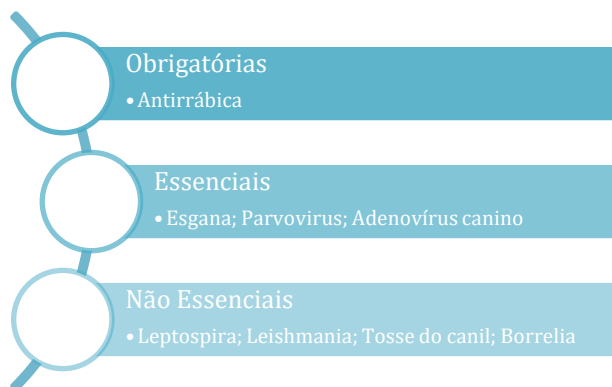 Obrigatórias
• Antirrábica
Essenciais
• Esgana; Parvovirus; Adenovírus canino
Não Essenciais
• Leptospira; Leishmania; Tosse do canil; Borrelia